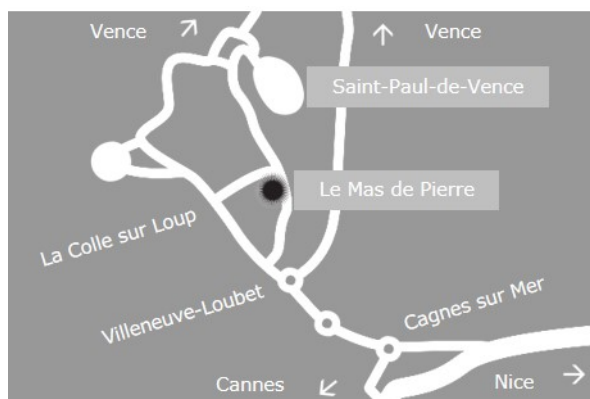 Vence
Vence
Saint-Paul-de-Vence
Le Mas de Pierre
La Colle sur Loup
Villeneuve-Loubet
Cagnes sur Mer
Cannes
Nice